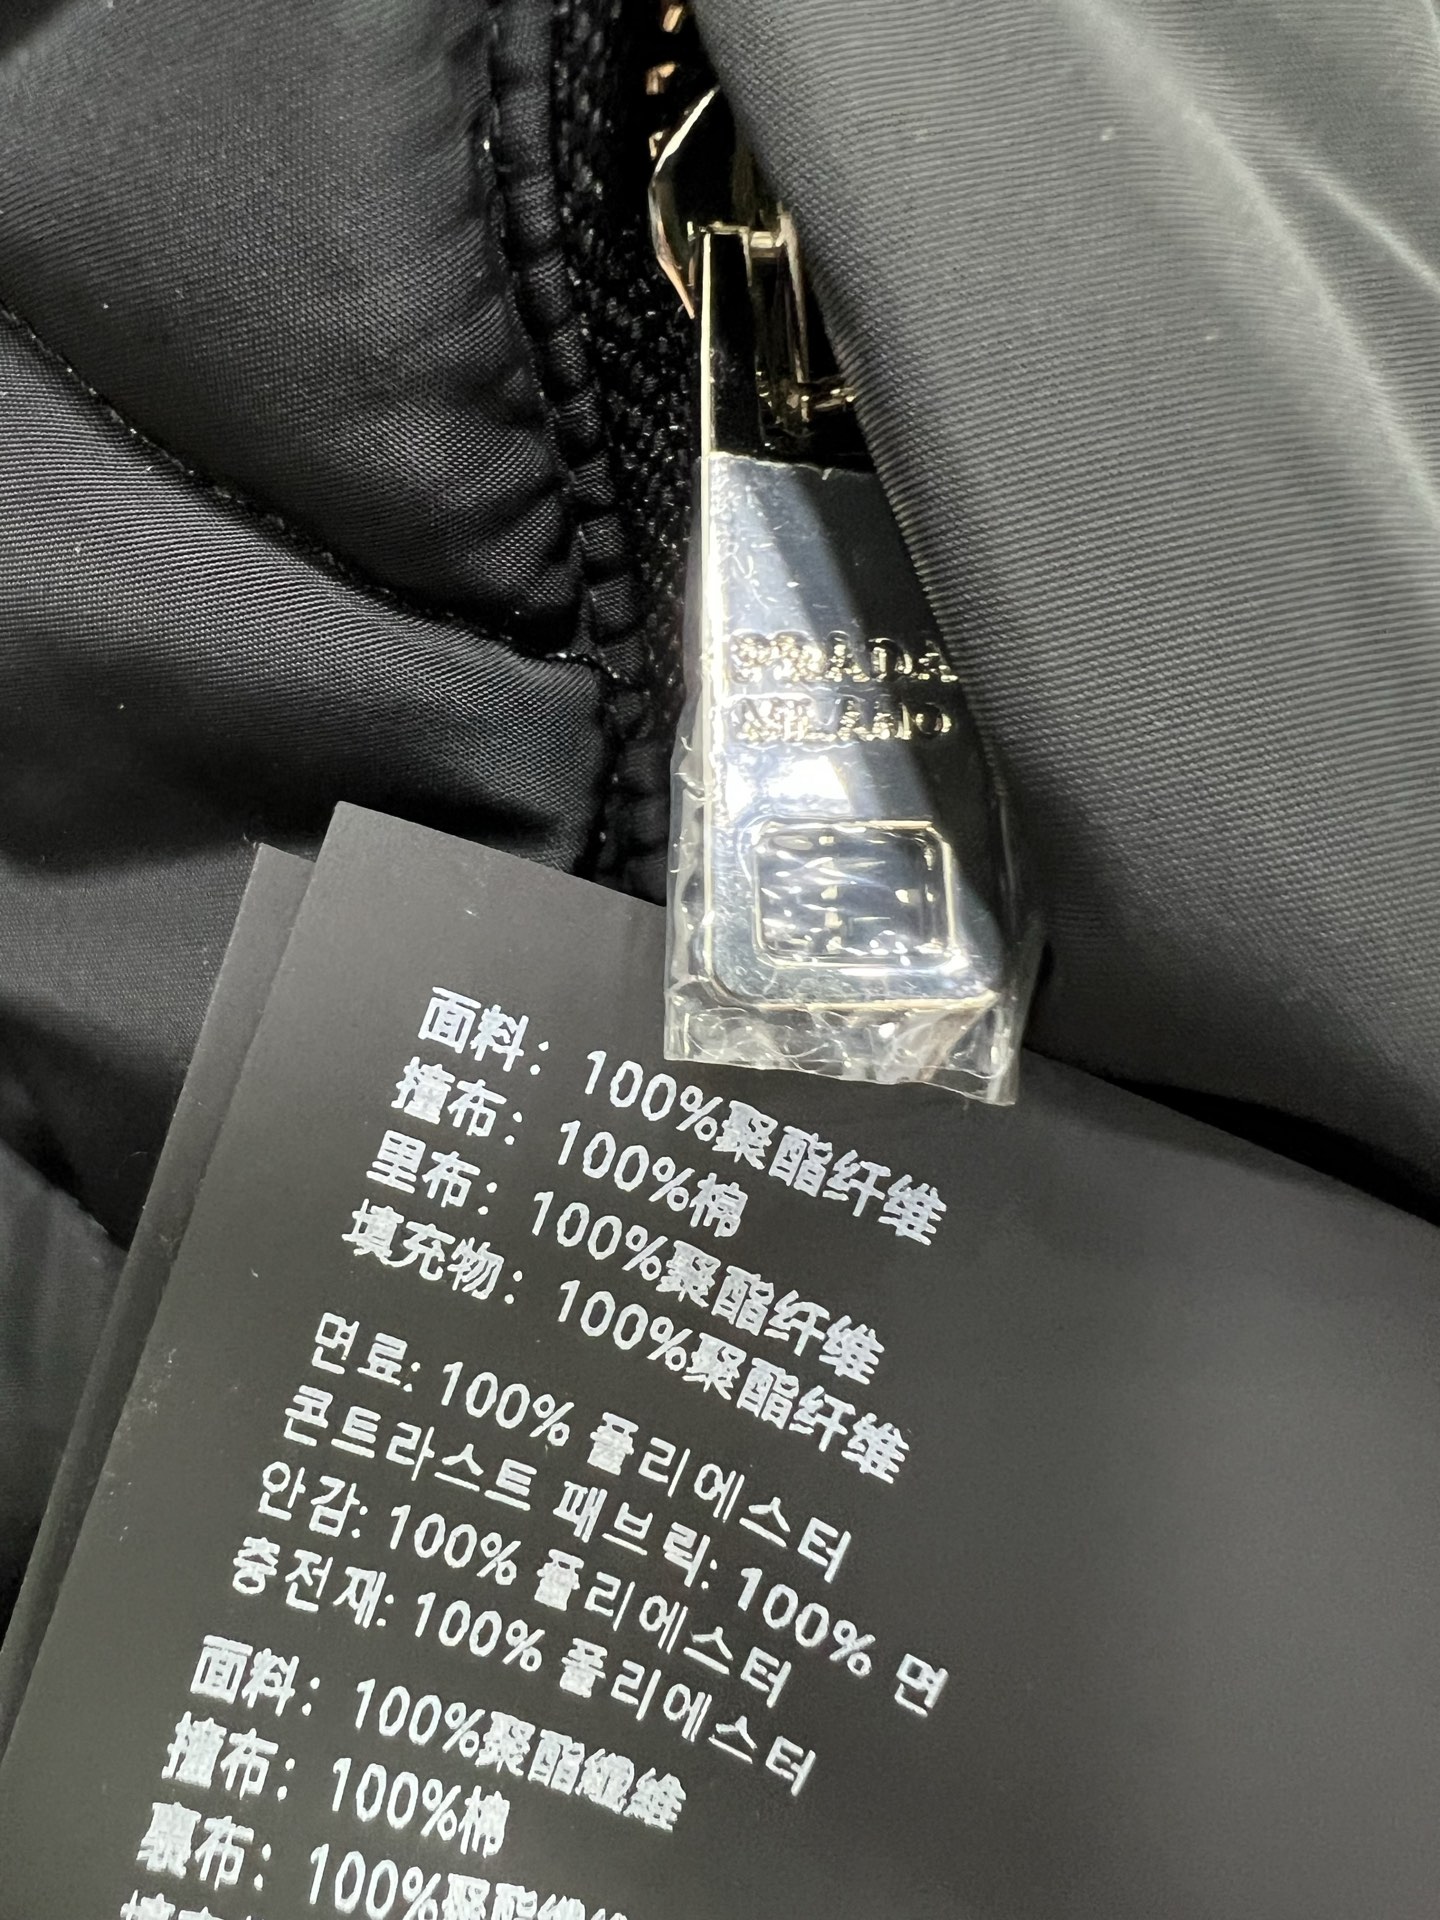 PRADA
MILANO
面料： 100%聚酯纤维
撞布： 100%棉
里布： 100%聚酯纤维
填充物： 100%聚酯纤维
면료: 100% 폴리에스터
콘트라스트 패브릭: 100% 면
안감: 100% 폴리에스터
충전재: 100% 폴리에스터
面料： 100%聚酯纖維
撞布： 100%棉
裏布： 100%聚酯纖維